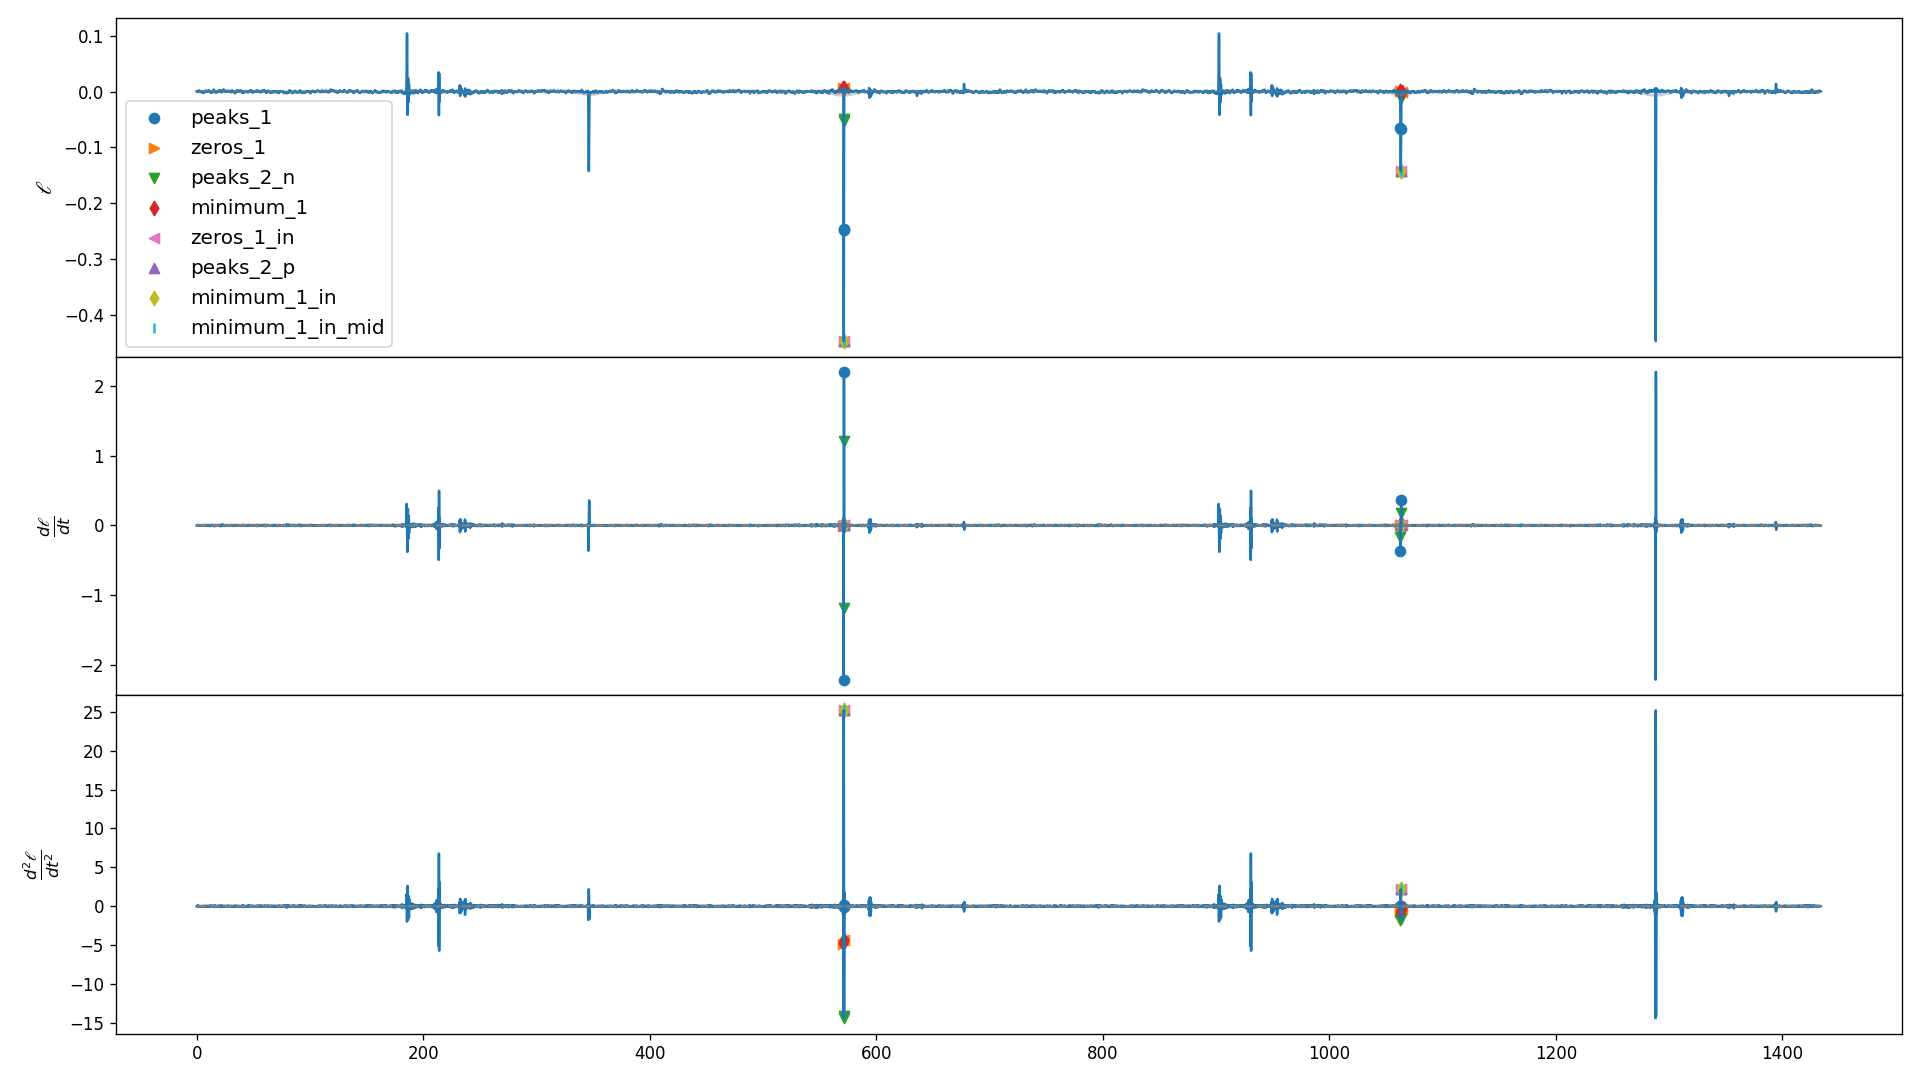 0.1
0.0
−0.1
−0.2
−0.3
−0.4
ℓ
peaks_1
zeros_1
peaks_2_n
minimum_1
zeros_1_in
peaks_2_p
minimum_1_in
minimum_1_in_mid
2
1
0
−1
−2
dℓ/dt
25
20
15
10
5
0
−5
−10
−15
d²ℓ/dt²
0 200 400 600 800 1000 1200 1400